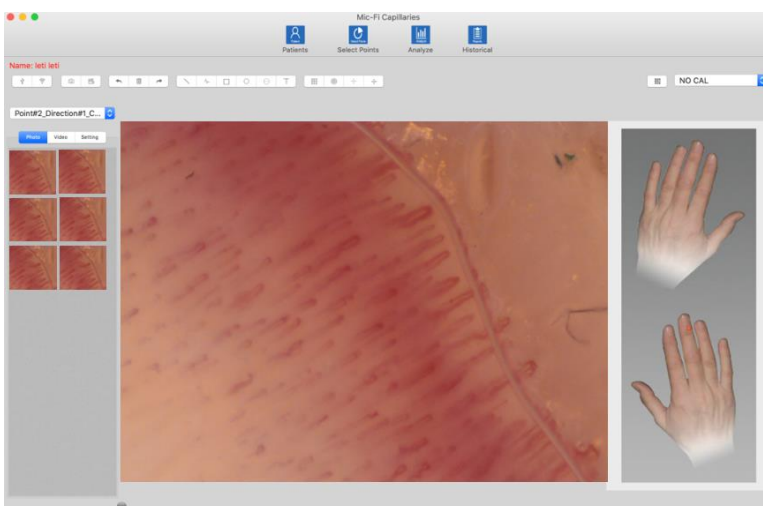 Mic-Fi Capillaries
Patients Select Points Analyze Historical
Name: leti leti
T
NO CAL
Point#2_Direction#1_C...
Photo Video Setting